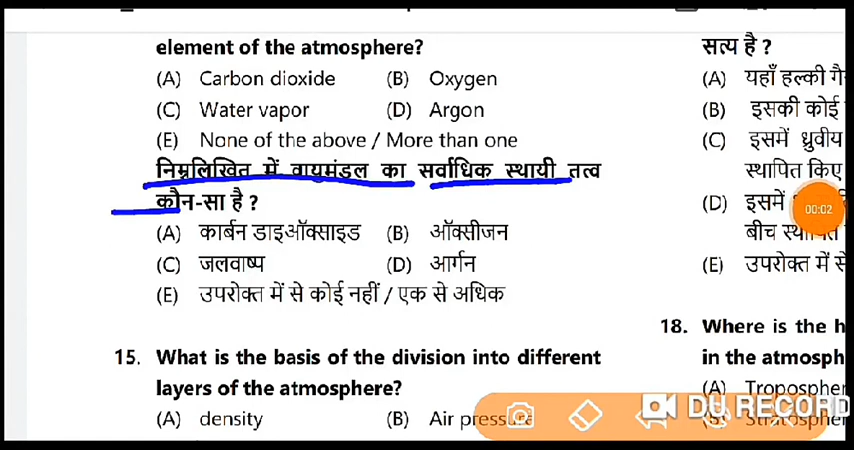 element of the atmosphere?
(A) Carbon dioxide (B) Oxygen
(C) Water vapor (D) Argon
(E) None of the above / More than one
निम्नलिखित में वायुमंडल का सर्वाधिक स्थायी तत्व
कौन-सा है ?
(A) कार्बन डाइऑक्साइड (B) ऑक्सीजन
(C) जलवाष्प (D) आर्गन
(E) उपरोक्त में से कोई नहीं / एक से अधिक
15. What is the basis of the division into different
layers of the atmosphere?
(A) density (B) Air pressure
सत्य है ?
(A) यहाँ हल्की
(B) इसकी कोई
(C) इसमें ध्रुवीय
स्थापित किए
(D) इसमें
बीच
(E) उपरोक्त में से
00:02
18. Where is the
in the
(A)
(B)
DU RECORD